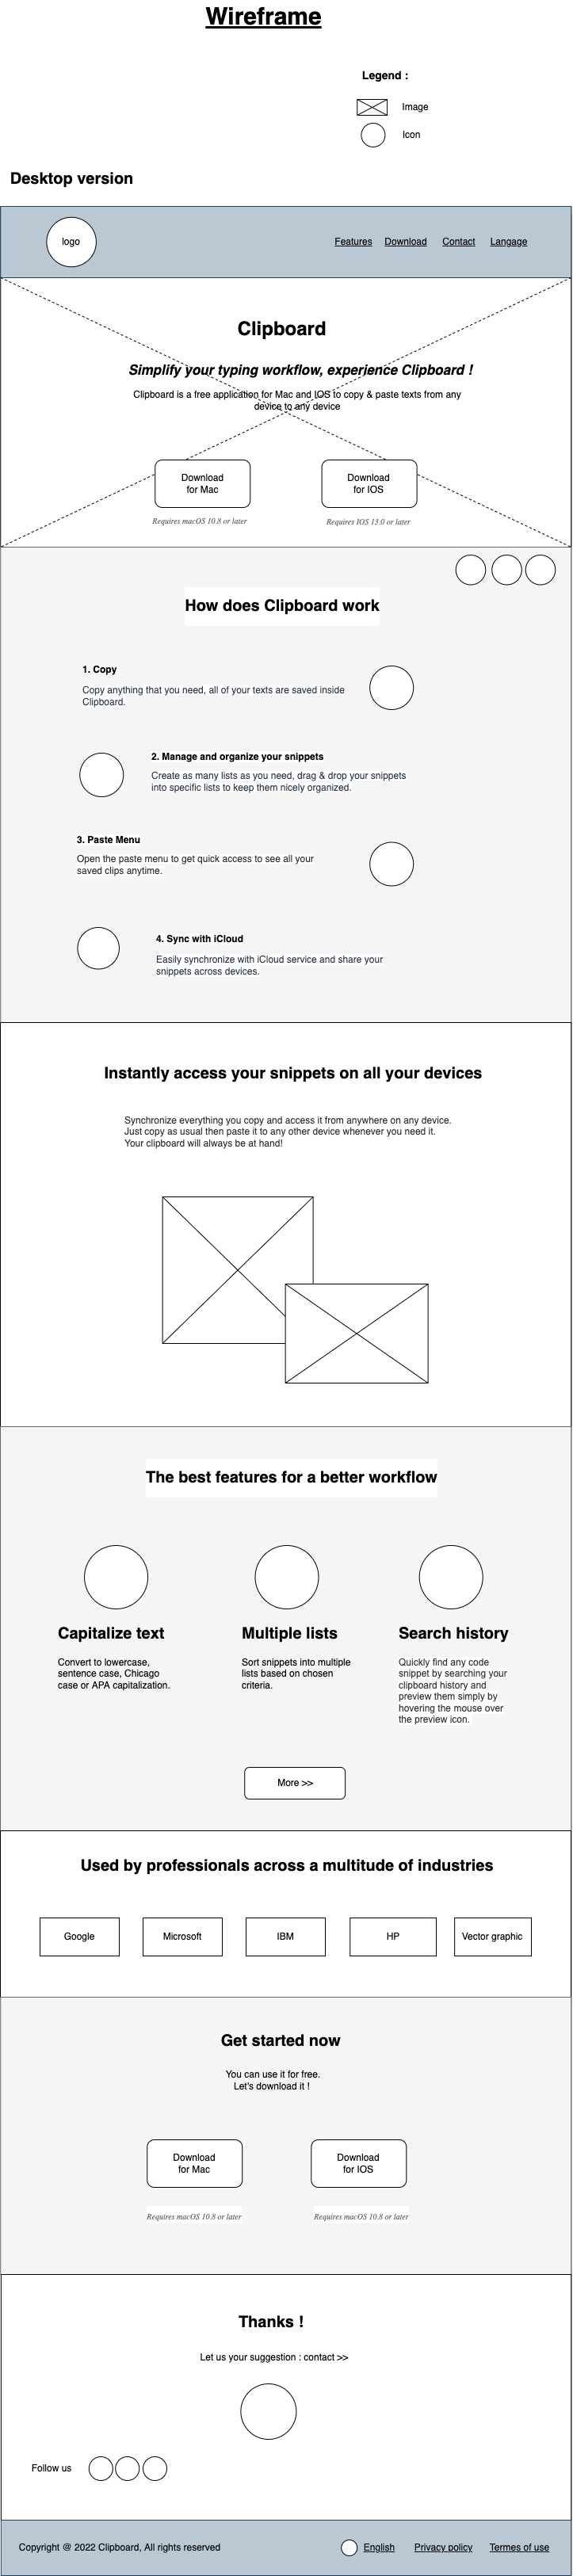 Wireframe
Legend :
Image
Icon
Desktop version
logo
Features Download Contact Langage
Clipboard
Simplify your typing workflow, experience Clipboard !
Clipboard is a free application for Mac and IOS to copy & paste texts from any
device to any device
Download
for Mac
Download
for IOS
Requires macOS 10.8 or later
Requires IOS 13.0 or later
How does Clipboard work
1. Copy
Copy anything that you need, all of your texts are saved inside
Clipboard.
2. Manage and organize your snippets
Create as many lists as you need, drag & drop your snippets
into specific lists to keep them nicely organized.
3. Paste Menu
Open the paste menu to get quick access to see all your
saved clips anytime.
4. Sync with iCloud
Easily synchronize with iCloud service and share your
snippets across devices.
Instantly access your snippets on all your devices
Synchronize everything you copy and access it from anywhere on any device.
Just copy as usual then paste it to any other device whenever you need it.
Your clipboard will always be at hand!
The best features for a better workflow
Capitalize text
Convert to lowercase,
sentence case, Chicago
case or APA capitalization.
Multiple lists
Sort snippets into multiple
lists based on chosen
criteria.
Search history
Quickly find any code
snippet by searching your
clipboard history and
preview them simply by
hovering the mouse over
the preview icon.
More >>
Used by professionals across a multitude of industries
Google Microsoft IBM HP Vector graphic
Get started now
You can use it for free.
Let's download it !
Download
for Mac
Download
for IOS
Requires macOS 10.8 or later
Requires macOS 10.8 or later
Thanks !
Let us your suggestion : contact >>
Follow us
Copyright @ 2022 Clipboard, All rights reserved
English Privacy policy Termes of use